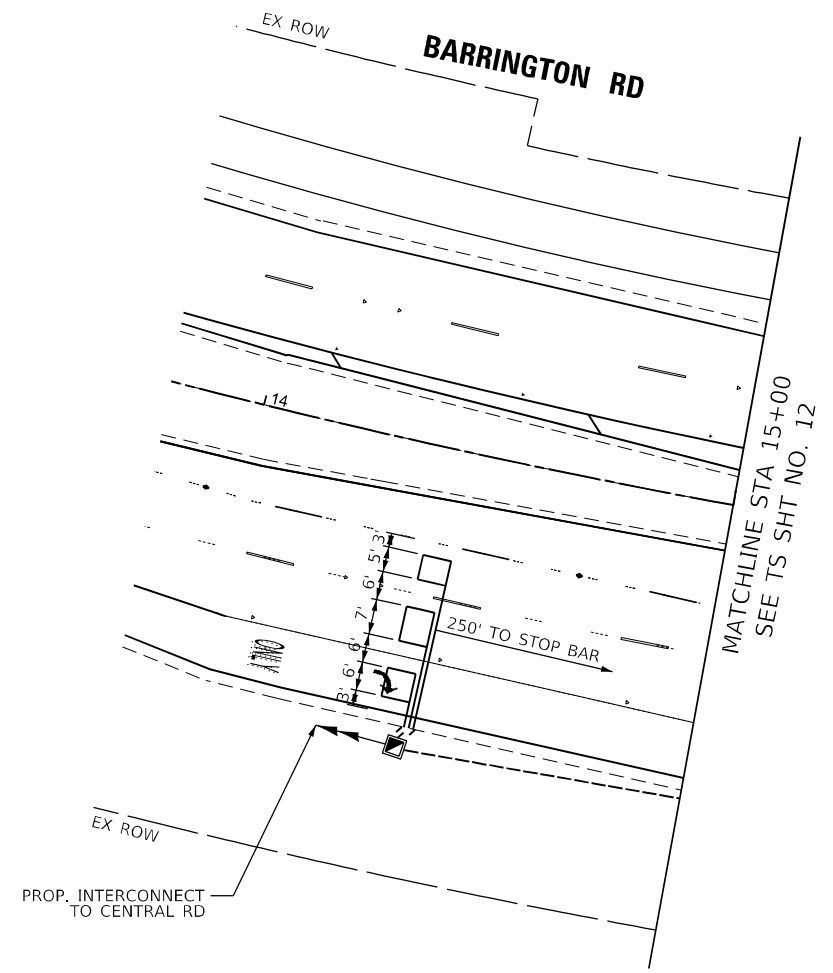 EX ROW
BARRINGTON RD
14
MATCHLINE STA 15+00
SEE TS SHT NO. 12
3'
5'
6'
7'
6'
6'
3'
250' TO STOP BAR
EX ROW
PROP. INTERCONNECT
TO CENTRAL RD